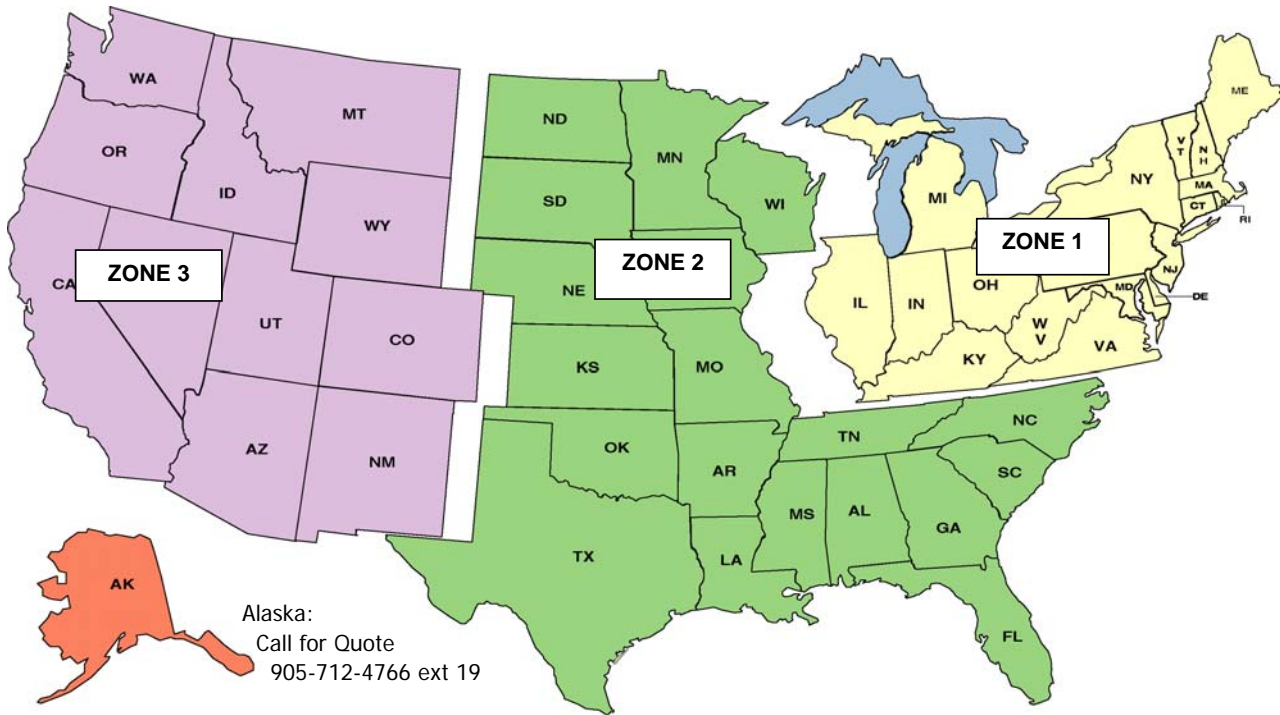 WA
MT
ME
ND
OR
MN
V
T
N
H
NY
ID
MA
SD
WI
MI
CT
RI
WY
ZONE 1
ZONE 2
ZONE 3
CA
NJ
NE
OH
MD
DE
IL
IN
UT
W
V
CO
VA
KY
KS
MO
NC
TN
AZ
OK
NM
AR
SC
MS
AL
GA
TX
LA
AK
Alaska:
Call for Quote
905-712-4766 ext 19
FL